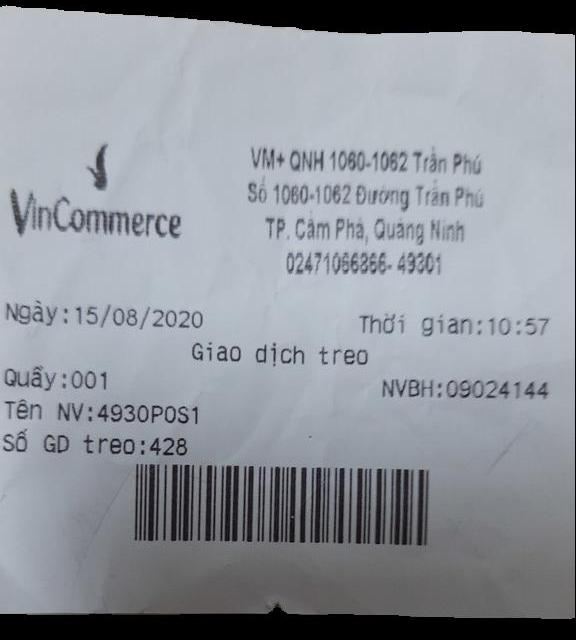 VinCommerce
VM+ QNH 1060-1062 Trần Phú
Số 1060-1062 Đường Trần Phú
TP. Cẩm Phả, Quảng Ninh
02471066866- 49301
Ngày:15/08/2020
Thời gian:10:57
Giao dịch treo
Quầy:001
NVBH:09024144
Tên NV:4930POS1
Số GD treo:428